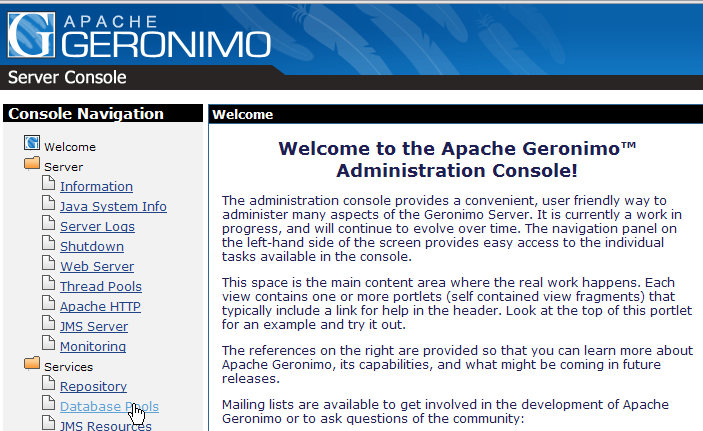 APACHE
GERONIMO
Server Console
Console Navigation
Welcome
Server
Information
Java System Info
Server Logs
Shutdown
Web Server
Thread Pools
Apache HTTP
JMS Server
Monitoring
Services
Repository
Database Pools
JMS Resources
Welcome
Welcome to the Apache Geronimo™
Administration Console!
The administration console provides a convenient, user friendly way to
administer many aspects of the Geronimo Server. It is currently a work in
progress, and will continue to evolve over time. The navigation panel on
the left-hand side of the screen provides easy access to the individual
tasks available in the console.
This space is the main content area where the real work happens. Each
view contains one or more portlets (self contained view fragments) that
typically include a link for help in the header. Look at the top of this portlet
for an example and try it out.
The references on the right are provided so that you can learn more about
Apache Geronimo, its capabilities, and what might be coming in future
releases.
Mailing lists are available to get involved in the development of Apache
Geronimo or to ask questions of the community: